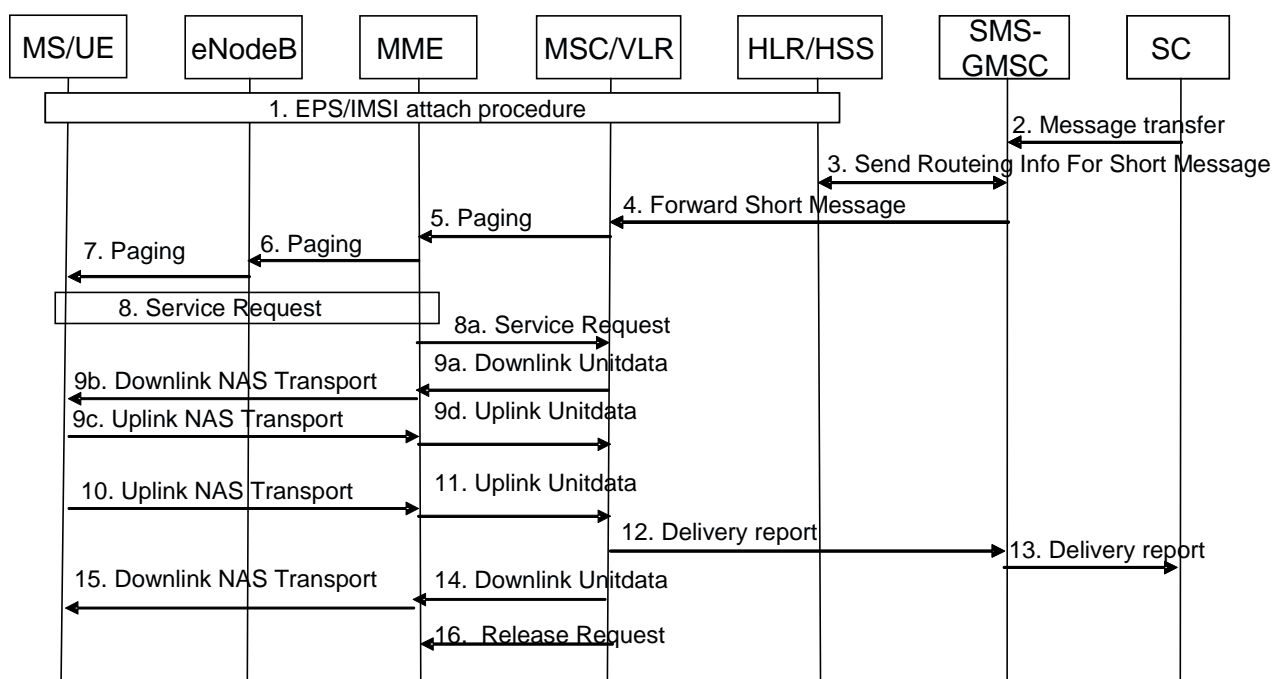 MS/UE
eNodeB
MME
MSC/VLR
HLR/HSS
SMS-
GMSC
SC
1. EPS/IMSI attach procedure
2. Message transfer
3. Send Routeing Info For Short Message
4. Forward Short Message
5. Paging
6. Paging
7. Paging
8. Service Request
8a. Service Request
9a. Downlink Unitdata
9b. Downlink NAS Transport
9c. Uplink NAS Transport
9d. Uplink Unitdata
10. Uplink NAS Transport
11. Uplink Unitdata
12. Delivery report
13. Delivery report
15. Downlink NAS Transport
14. Downlink Unitdata
16. Release Request